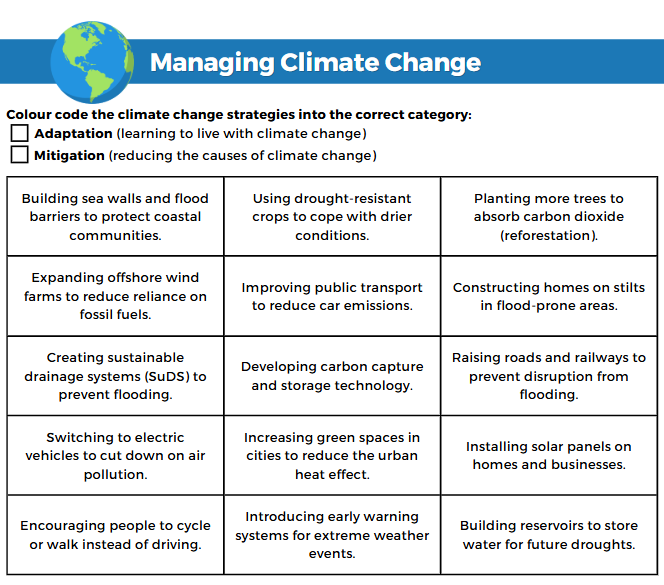 Managing Climate Change
Colour code the climate change strategies into the correct category:
Adaptation (learning to live with climate change)
Mitigation (reducing the causes of climate change)
Building sea walls and flood
barriers to protect coastal
communities.
Using drought-resistant
crops to cope with drier
conditions.
Planting more trees to
absorb carbon dioxide
(reforestation).
Expanding offshore wind
farms to reduce reliance on
fossil fuels.
Improving public transport
to reduce car emissions.
Constructing homes on stilts
in flood-prone areas.
Creating sustainable
drainage systems (SuDS) to
prevent flooding.
Developing carbon capture
and storage technology.
Raising roads and railways to
prevent disruption from
flooding.
Switching to electric
vehicles to cut down on air
pollution.
Increasing green spaces in
cities to reduce the urban
heat effect.
Installing solar panels on
homes and businesses.
Encouraging people to cycle
or walk instead of driving.
Introducing early warning
systems for extreme weather
events.
Building reservoirs to store
water for future droughts.